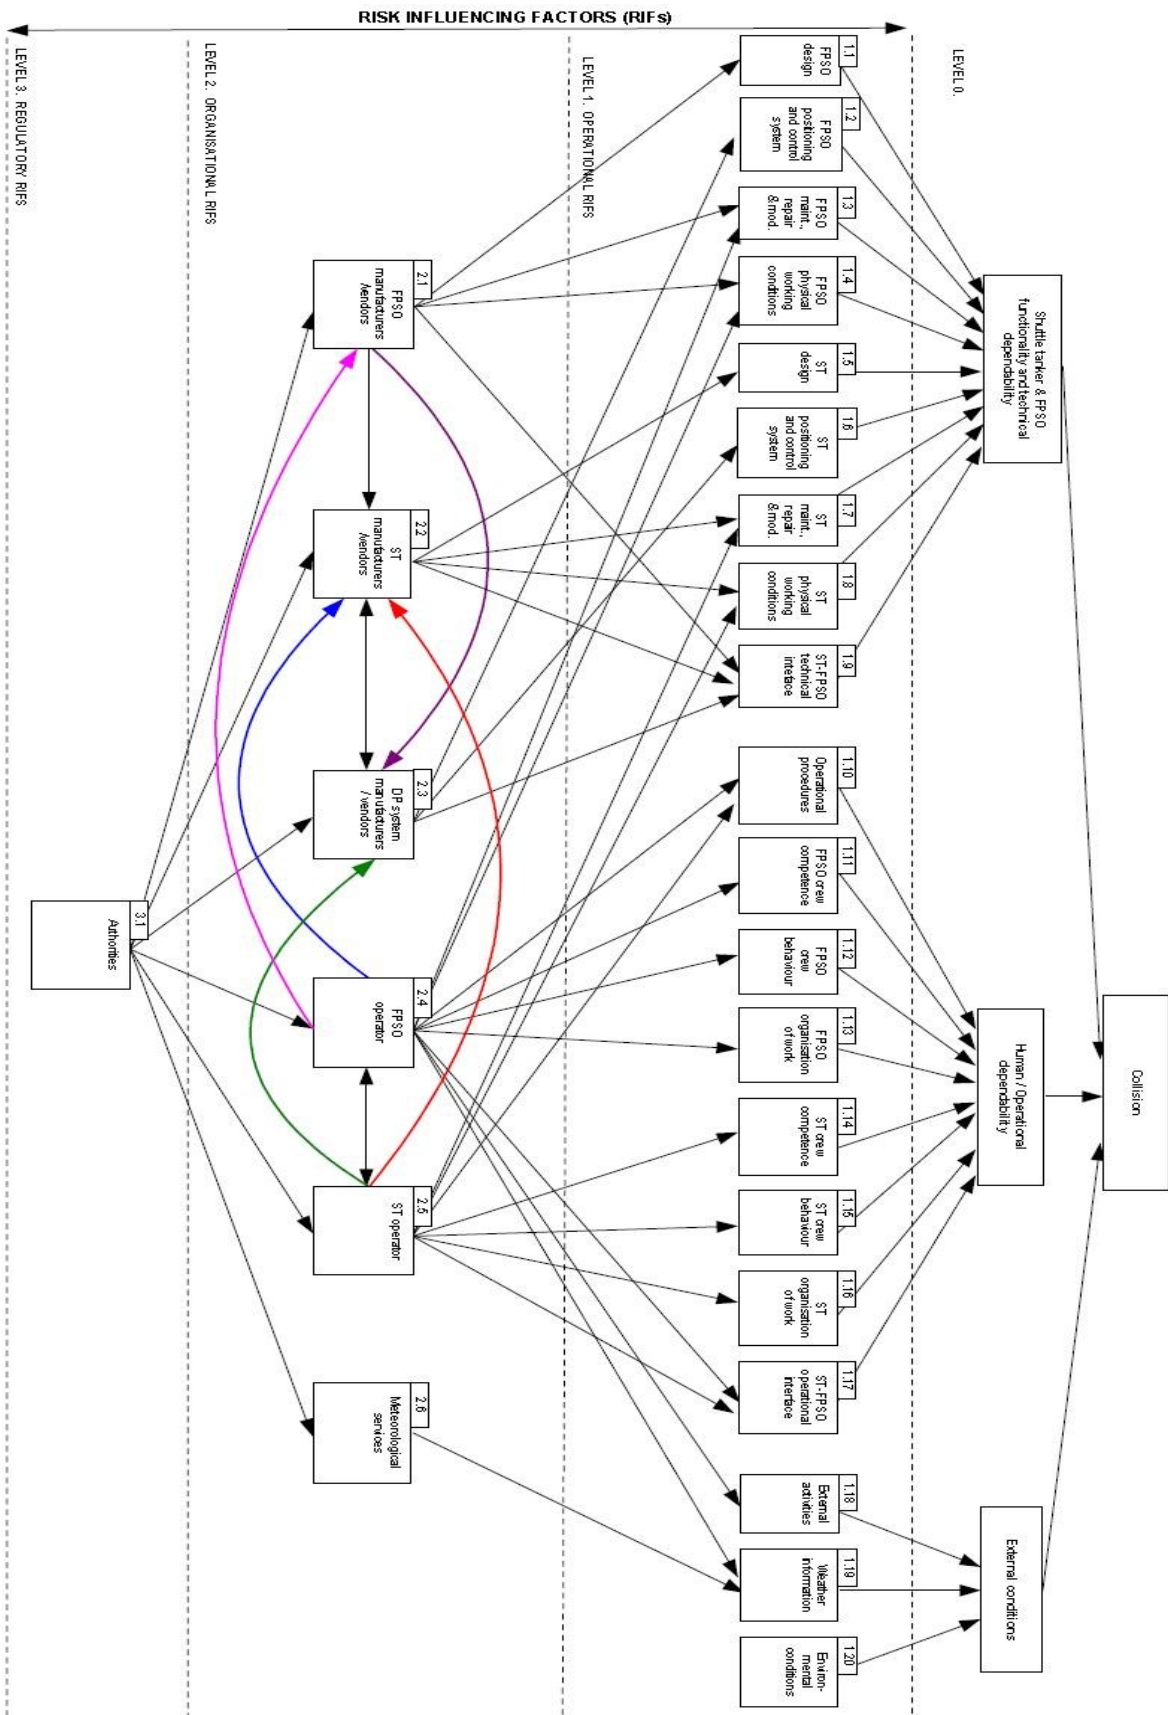 RISK INFLUENCING FACTORS (RIFs)
LEVEL 0.
LEVEL 1. OPERATIONAL RIFS
LEVEL 2. ORGANISATIONAL RIFS
LEVEL 3. REGULATORY RIFS
Collision
Shuttle tanker & FPSO
functionality and technical
dependability
Human / Operational
dependability
External conditions
1.1
FPSO
design
1.2
FPSO
positioning
and control
system
1.3
FPSO
maint.,
repair
& mod.
1.4
FPSO
physical
working
conditions
1.5
ST
design
1.6
ST
positioning
and control
system
1.7
ST
maint.,
repair
& mod.
1.8
ST
physical
working
conditions
1.9
ST-FPSO
technical
inteface
1.10
Operational
procedures
1.11
FPSO crew
competence
1.12
FPSO
crew
behaviour
1.13
FPSO
organisation
of work
1.14
ST crew
competence
1.15
ST crew
behaviour
1.16
ST
organisation
of work
1.17
ST-FPSO
operational
interface
1.18
External
activities
1.19
Weather
information
1.20
Environ-
mental
conditions
2.1
FPSO
manufacturers
/vendors
2.2
ST
manufacturers
/vendors
2.3
DP system
manufacturers
/ vendors
2.4
FPSO
operator
2.5
ST operator
2.6
Meteorological
services
3.1
Authorities